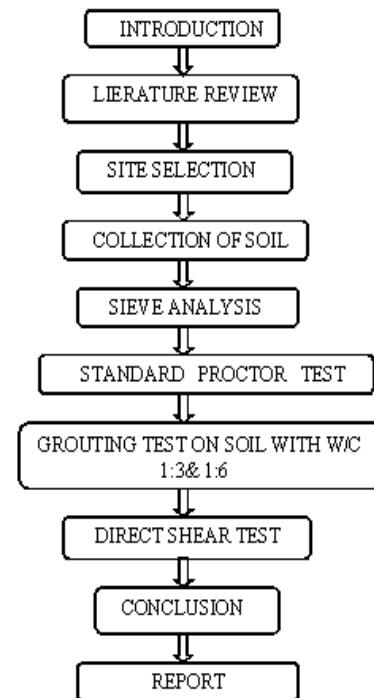 INTRODUCTION
LIERATURE REVIEW
SITE SELECTION
COLLECTION OF SOIL
SIEVE ANALYSIS
STANDARD PROCTOR TEST
GROUTING TEST ON SOIL WITH W/C
1:3& 1:6
DIRECT SHEAR TEST
CONCLUSION
REPORT